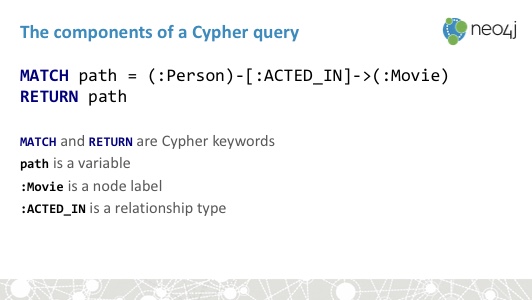 The components of a Cypher query
neo4j
MATCH path = (:Person)-[:ACTED_IN]->(:Movie)
RETURN path
MATCH and RETURN are Cypher keywords
path is a variable
:Movie is a node label
:ACTED_IN is a relationship type